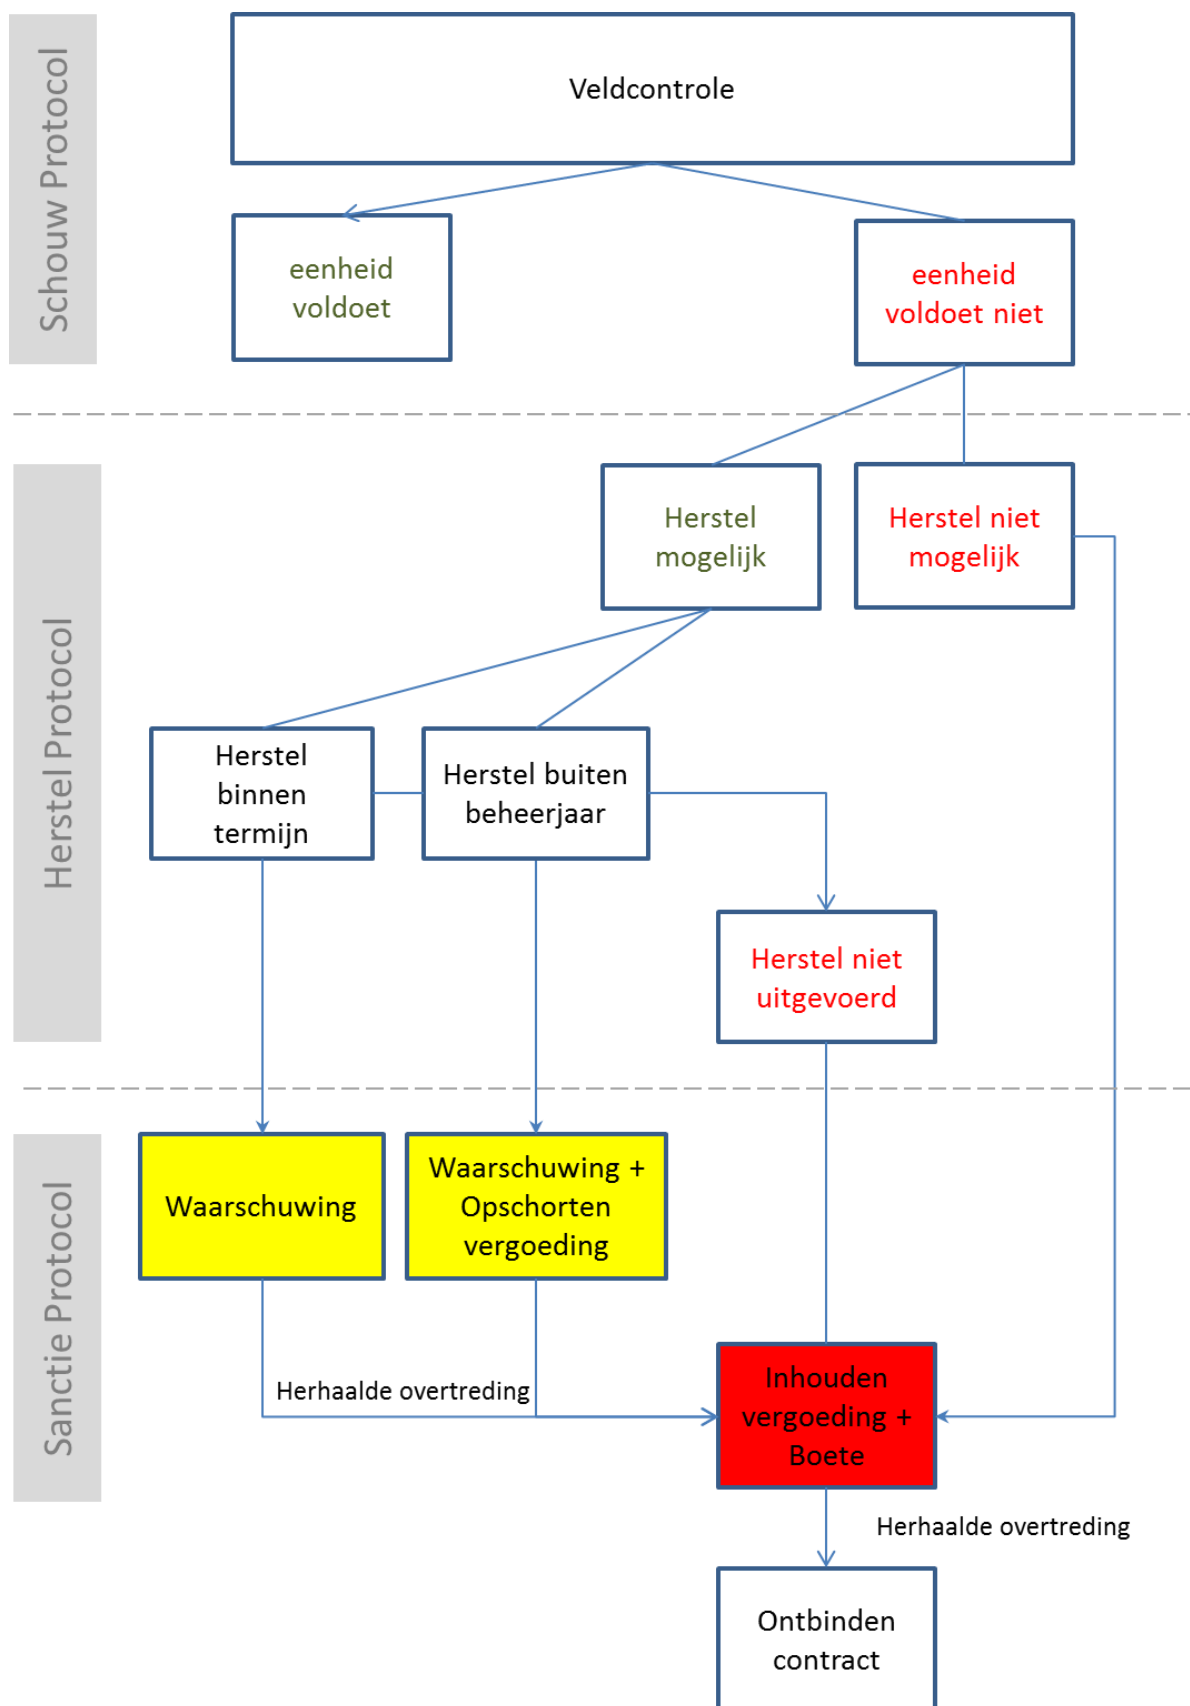 Schouw Protocol
Veldcontrole
eenheid
voldoet
eenheid
voldoet niet
Herstel Protocol
Herstel
mogelijk
Herstel niet
mogelijk
Herstel
binnen
termijn
Herstel buiten
beheerjaar
Herstel niet
uitgevoerd
Sanctie Protocol
Waarschuwing
Waarschuwing +
Opschorten
vergoeding
Herhaalde overtreding
Inhouden
vergoeding +
Boete
Herhaalde overtreding
Ontbinden
contract